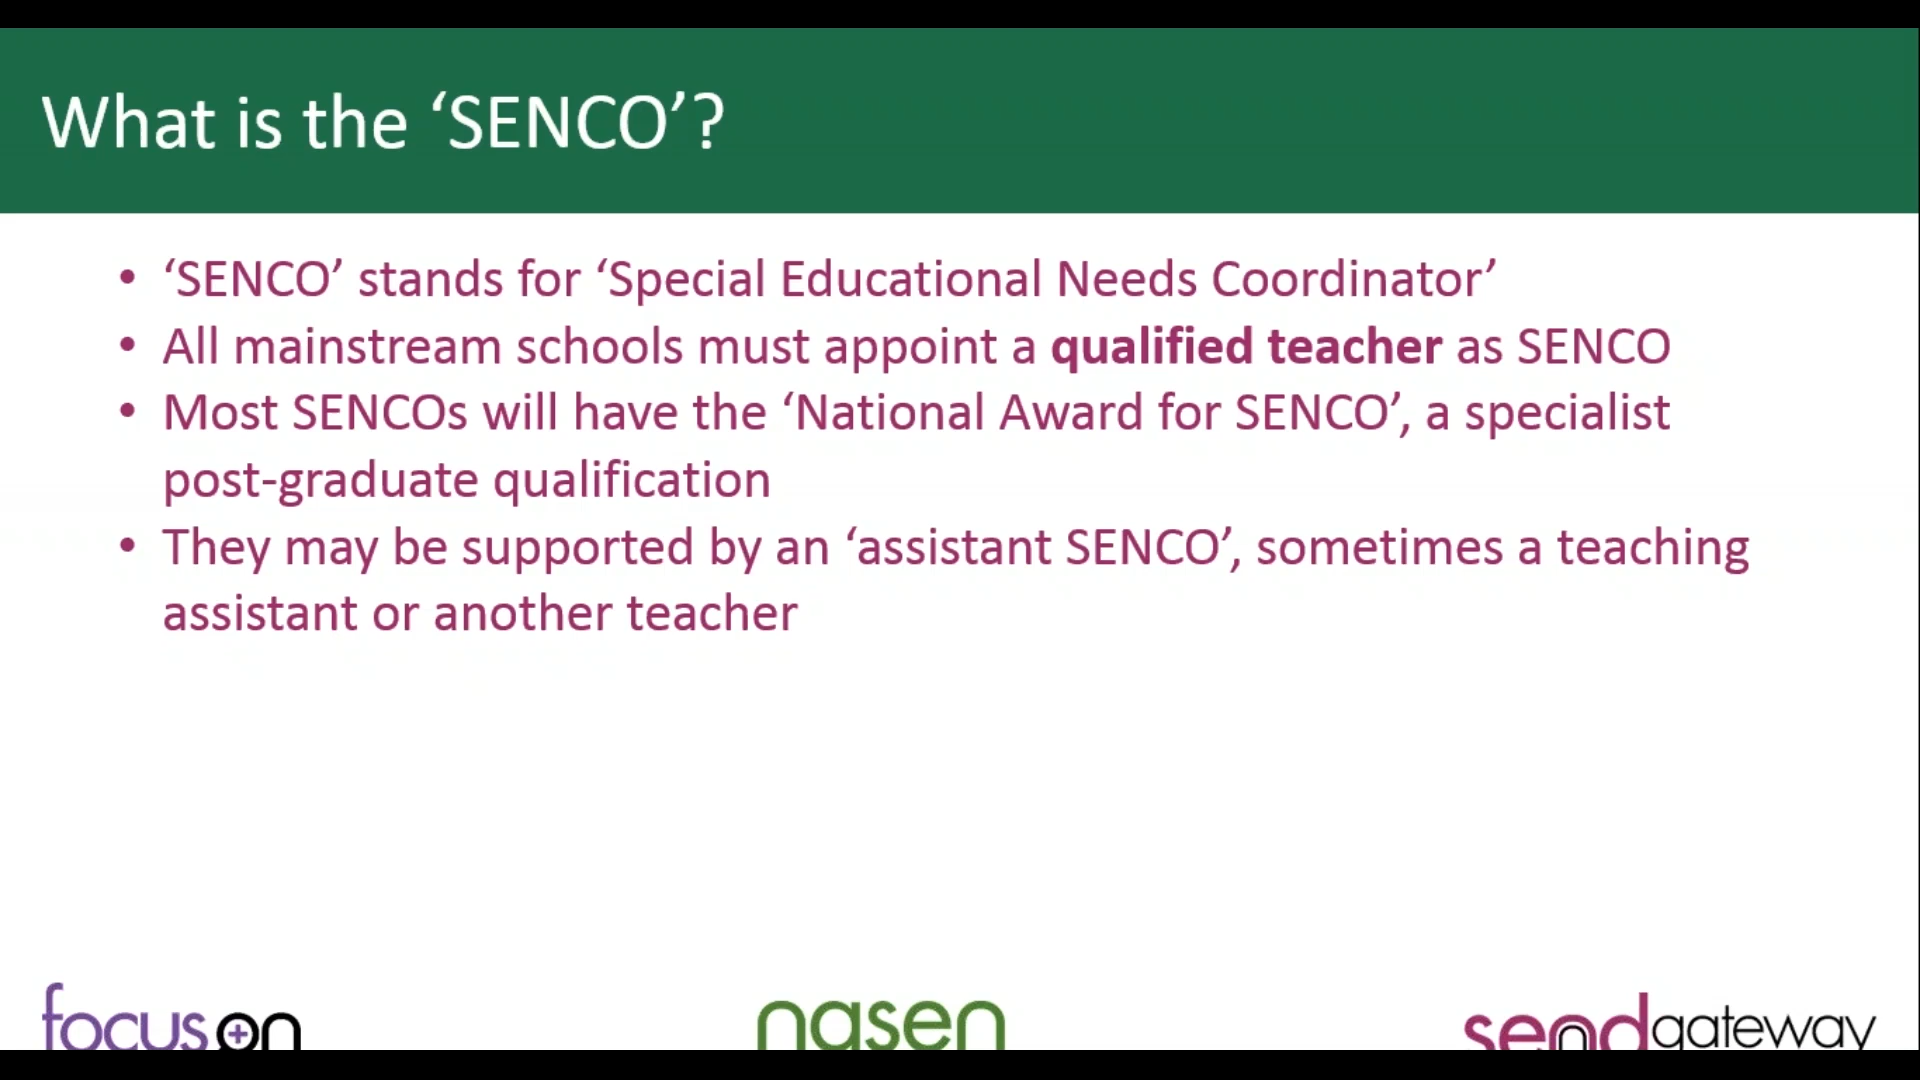 What is the ‘SENCO’?
• ‘SENCO’ stands for ‘Special Educational Needs Coordinator’
• All mainstream schools must appoint a qualified teacher as SENCO
• Most SENCOs will have the ‘National Award for SENCO’, a specialist
post-graduate qualification
• They may be supported by an ‘assistant SENCO’, sometimes a teaching
assistant or another teacher
focus on
nasen
sendgateway